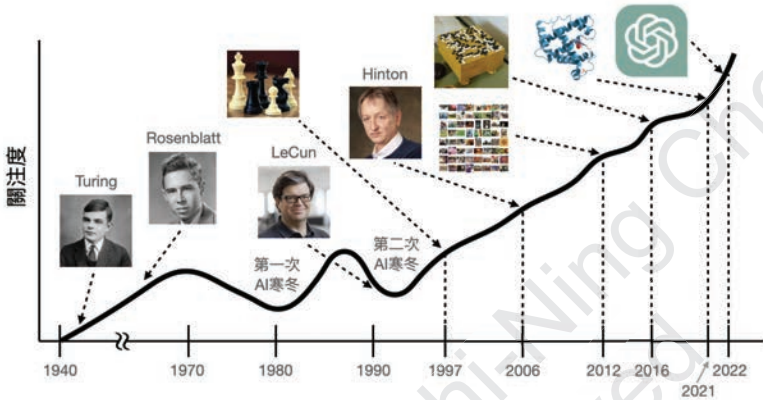 Hinton
Rosenblatt
LeCun
Turing
關注度
第一次
AI寒冬
第二次
AI寒冬
1940
1970
1980
1990
1997
2006
2012
2016
2022
2021